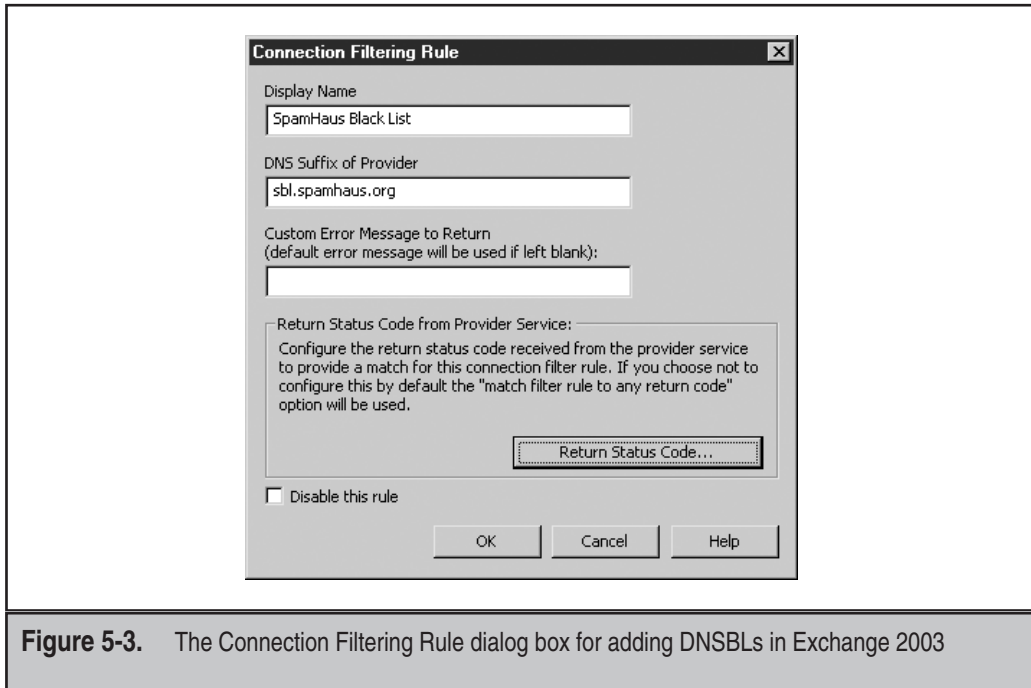 Connection Filtering Rule
Display Name
SpamHaus Black List
DNS Suffix of Provider
sbl.spamhaus.org
Custom Error Message to Return
(default error message will be used if left blank):
Return Status Code from Provider Service:
Configure the return status code received from the provider service
to provide a match for this connection filter rule. If you choose not to
configure this by default the "match filter rule to any return code"
option will be used.
Return Status Code...
Disable this rule
OK Cancel Help
Figure 5-3. The Connection Filtering Rule dialog box for adding DNSBLs in Exchange 2003